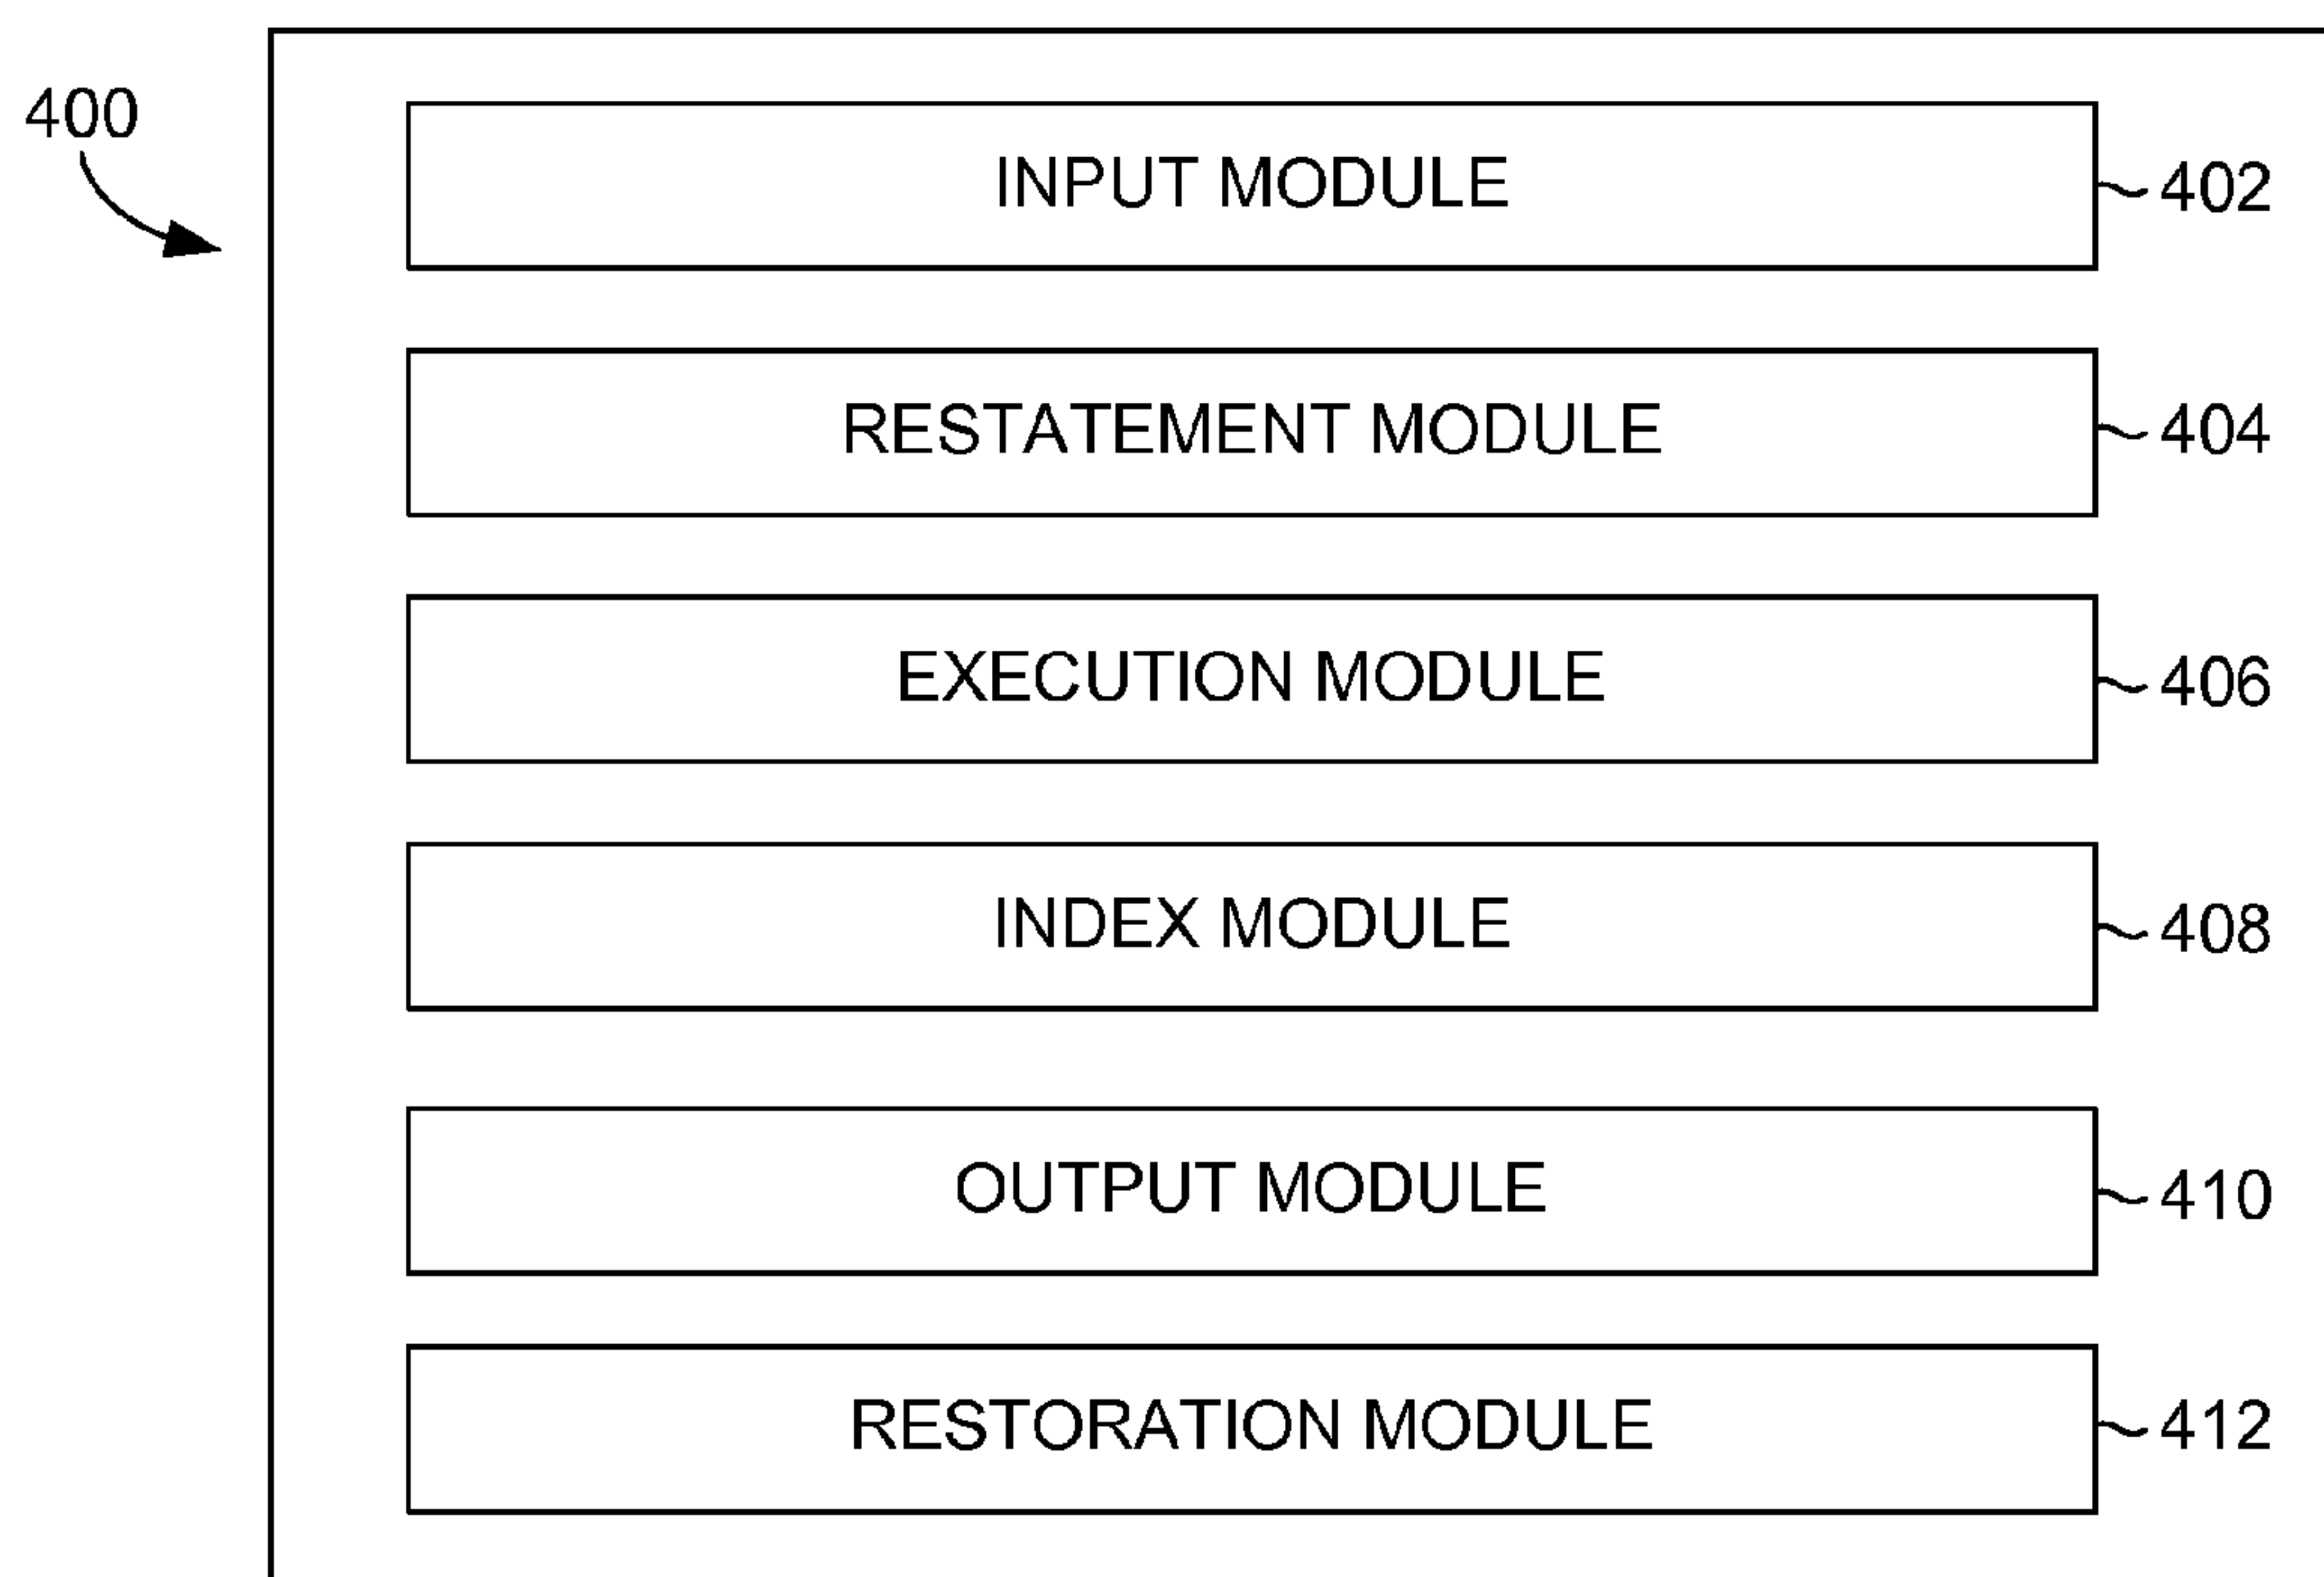 400
INPUT MODULE 402
RESTATEMENT MODULE 404
EXECUTION MODULE 406
INDEX MODULE 408
OUTPUT MODULE 410
RESTORATION MODULE 412